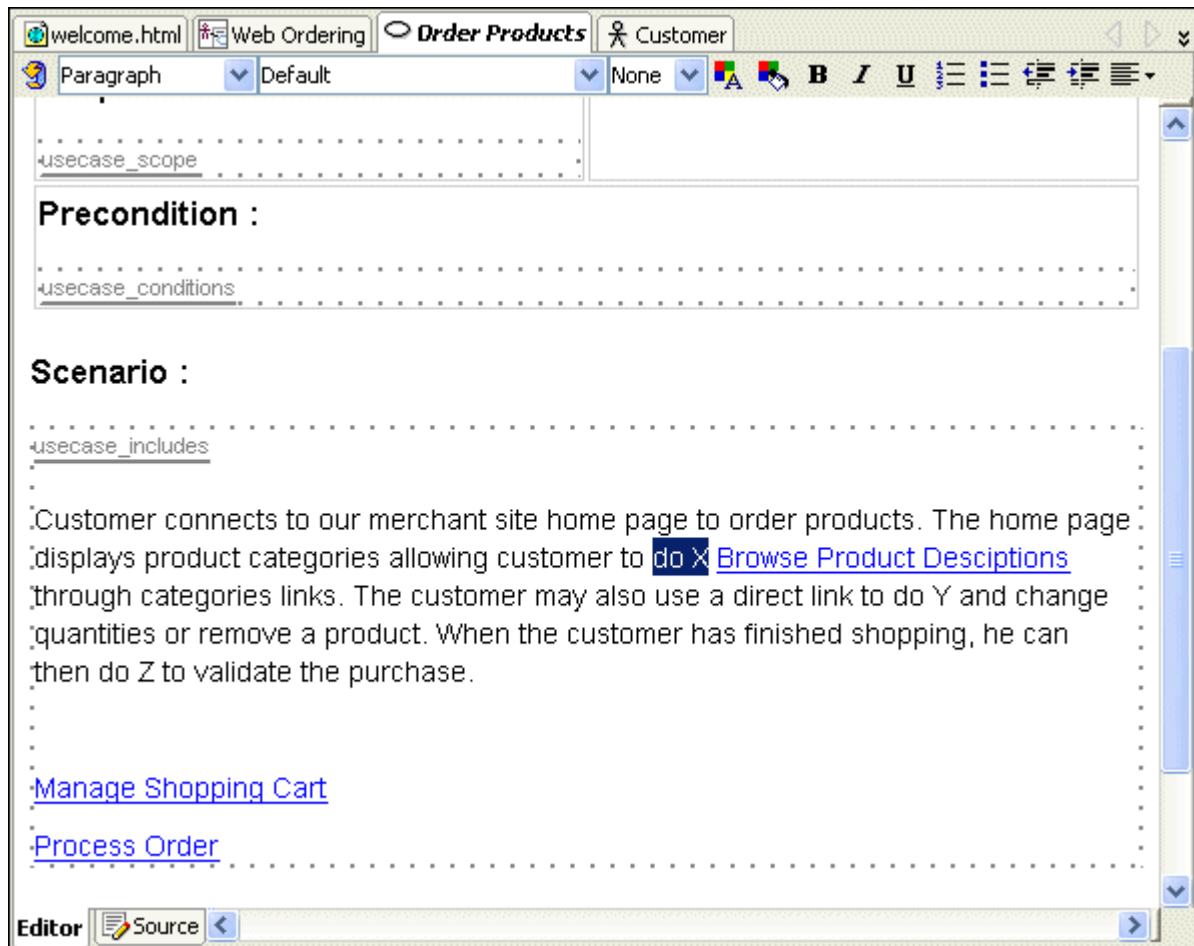 welcome.html Web Ordering Order Products Customer
Paragraph Default None A B I U
usecase_scope
Precondition :
usecase_conditions
Scenario :
usecase_includes
Customer connects to our merchant site home page to order products. The home page
displays product categories allowing customer to do X Browse Product Desciptions
through categories links. The customer may also use a direct link to do Y and change
quantities or remove a product. When the customer has finished shopping, he can
then do Z to validate the purchase.
Manage Shopping Cart
Process Order
Editor Source